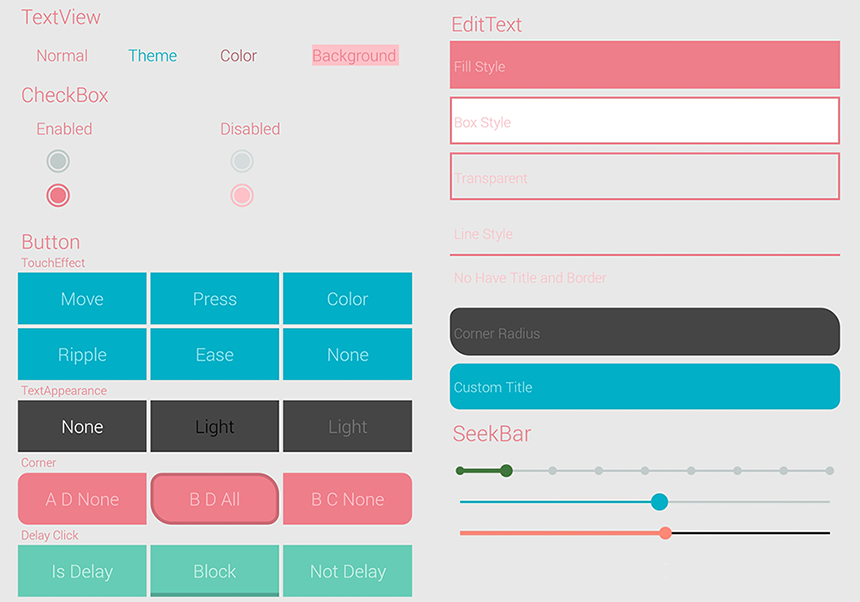 TextView
Normal Theme Color Background
CheckBox
Enabled Disabled
Button
TouchEffect
Move Press Color
Ripple Ease None
TextAppearance
None Light Light
Corner
A D None B D All B C None
Delay Click
Is Delay Block Not Delay
EditText
Fill Style
Box Style
Transparent
Line Style
No Have Title and Border
Corner Radius
Custom Title
SeekBar